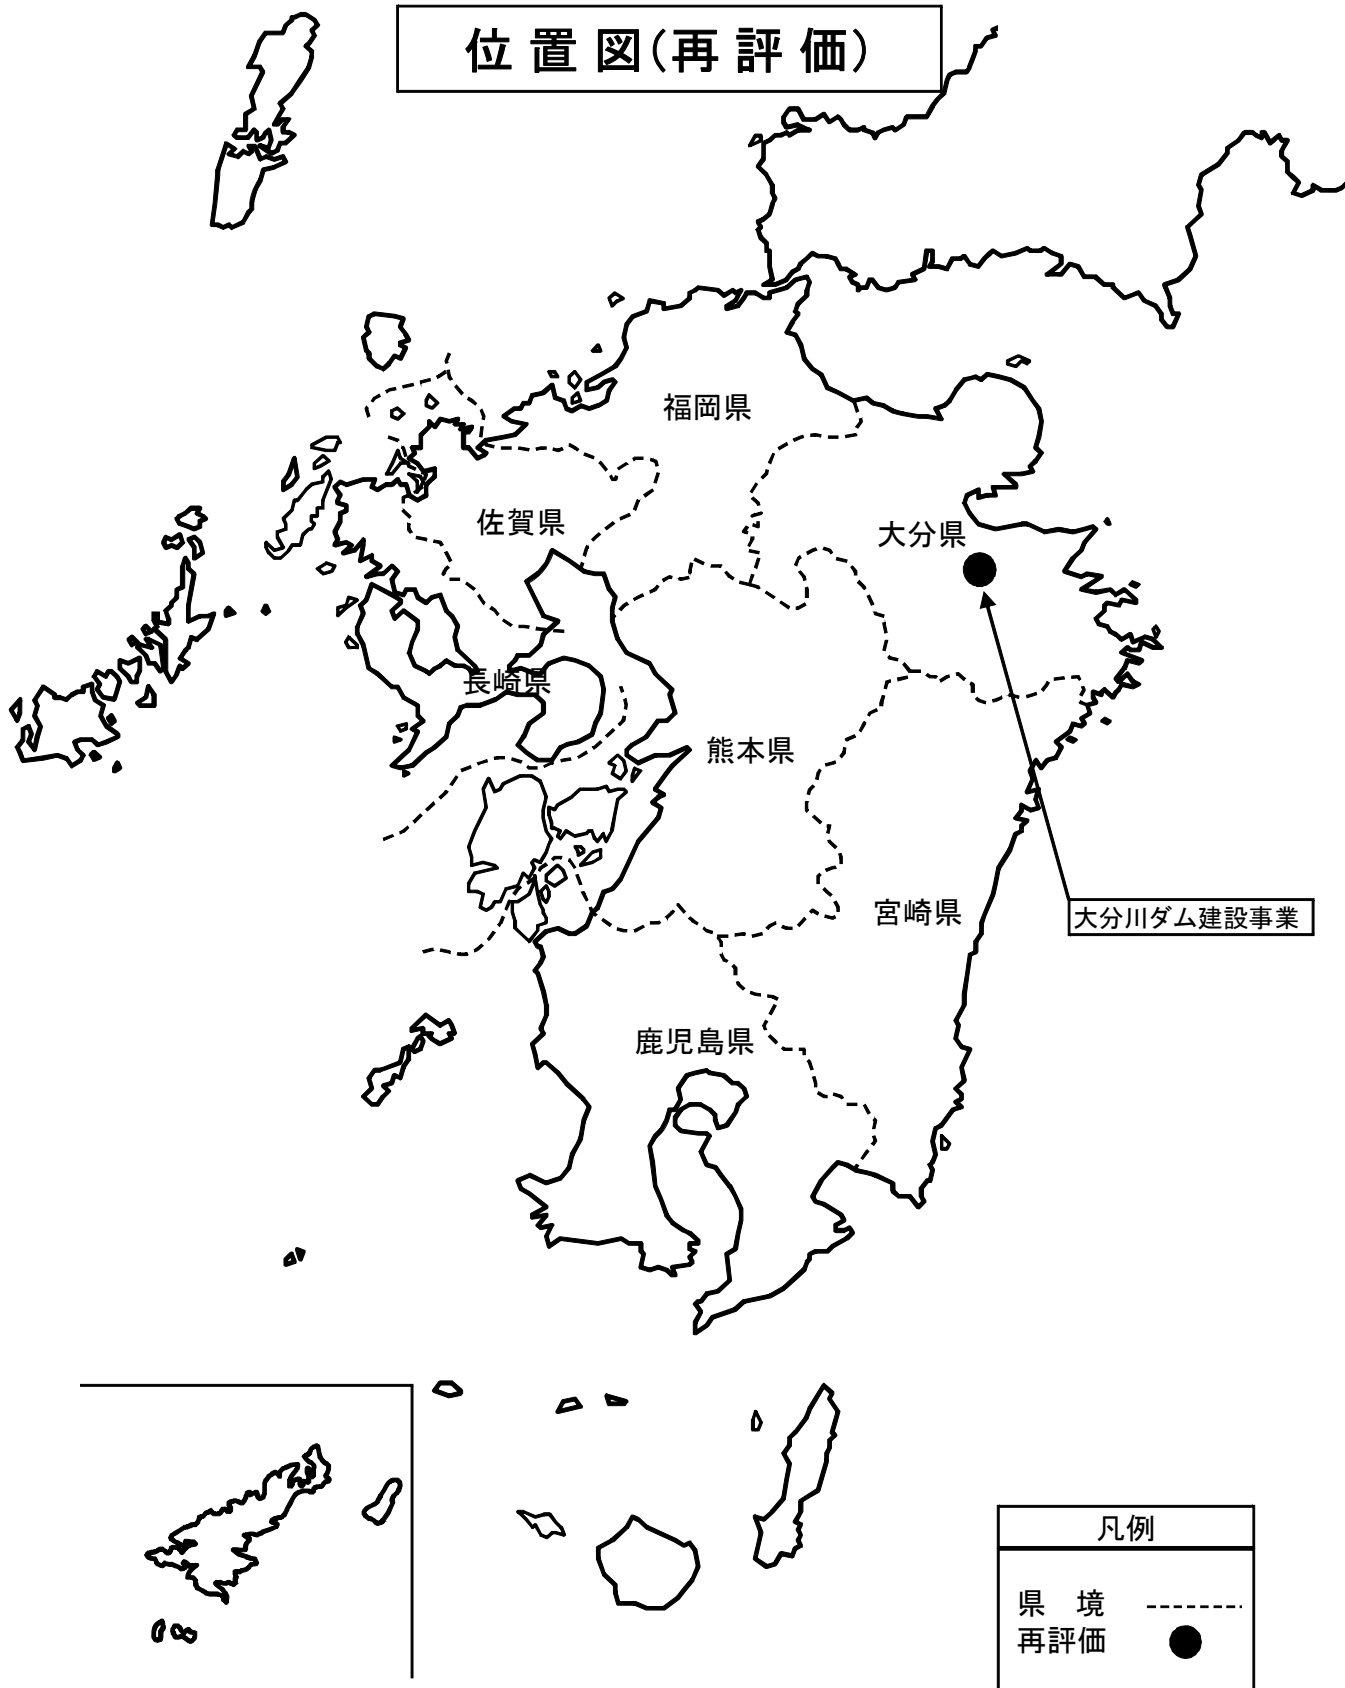 位置図(再評価)
福岡県
佐賀県
大分県
長崎県
熊本県
宮崎県
大分川ダム建設事業
鹿児島県
凡例
県　境
再評価